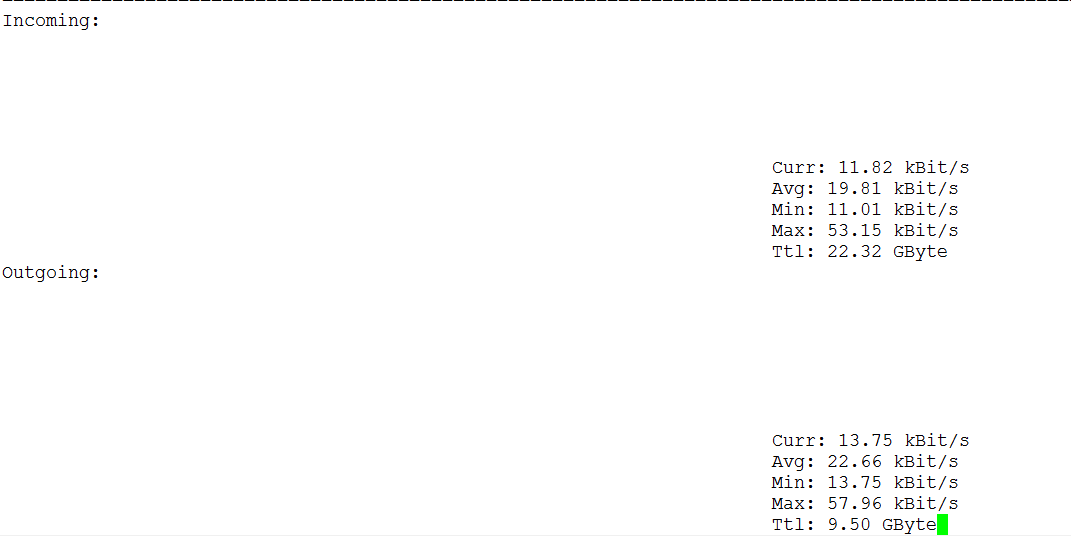 Incoming:
Curr: 11.82 kBit/s
Avg: 19.81 kBit/s
Min: 11.01 kBit/s
Max: 53.15 kBit/s
Ttl: 22.32 GByte
Outgoing:
Curr: 13.75 kBit/s
Avg: 22.66 kBit/s
Min: 13.75 kBit/s
Max: 57.96 kBit/s
Ttl: 9.50 GByte